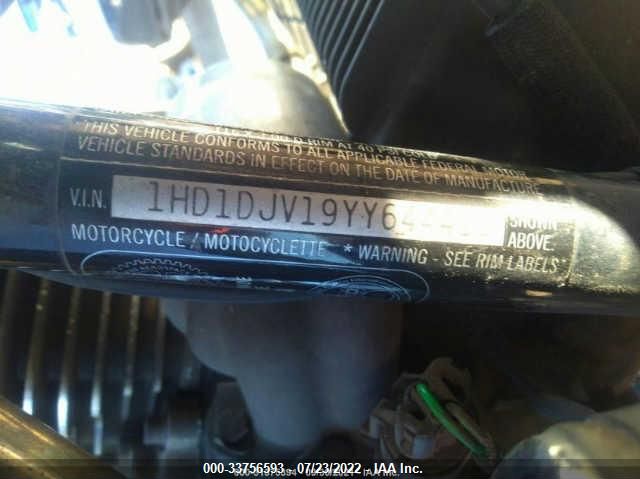 THIS VEHICLE CONFORMS TO ALL APPLICABLE FEDERAL MOTOR
VEHICLE STANDARDS IN EFFECT ON THE DATE OF MANUFACTURE
V.I.N. 1HD1DJV19YY6 SHOWN
MOTORCYCLE / MOTOCYCLETTE * WARNING - SEE RIM LABELS* ABOVE.
000-33756593 - 07/23/2022 - IAA Inc.